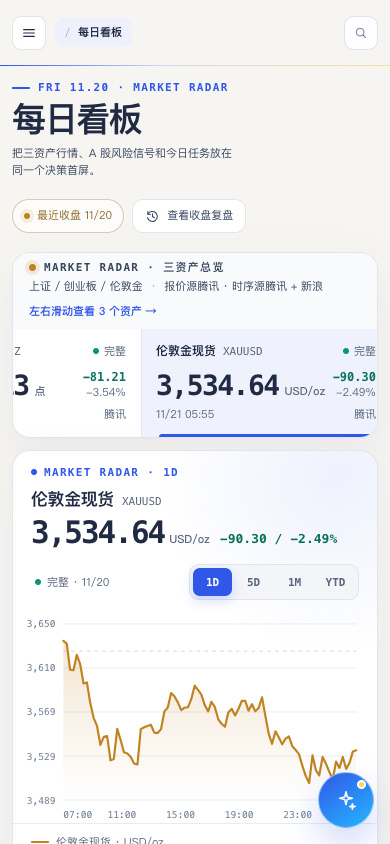 / 每日看板
FRI 11.20 · MARKET RADAR
每日看板
把三资产行情、A 股风险信号和今日任务放在
同一个决策首屏。
最近收盘 11/20
查看收盘复盘
MARKET RADAR · 三资产总览
上证 / 创业板 / 伦敦金 · 报价源腾讯 · 时序源腾讯 + 新浪
左右滑动查看 3 个资产 →
Z 完整
3 点
−81.21
−3.54%
腾讯
伦敦金现货 XAUUSD 完整
3,534.64 USD/oz
−90.30
−2.49%
11/21 05:55 腾讯
MARKET RADAR · 1D
伦敦金现货 XAUUSD
3,534.64 USD/oz −90.30 / −2.49%
完整 · 11/20
1D 5D 1M YTD
3,650
3,610
3,569
3,529
3,489
07:00 11:00 15:00 19:00 23:00
伦敦金现货 · USD/oz